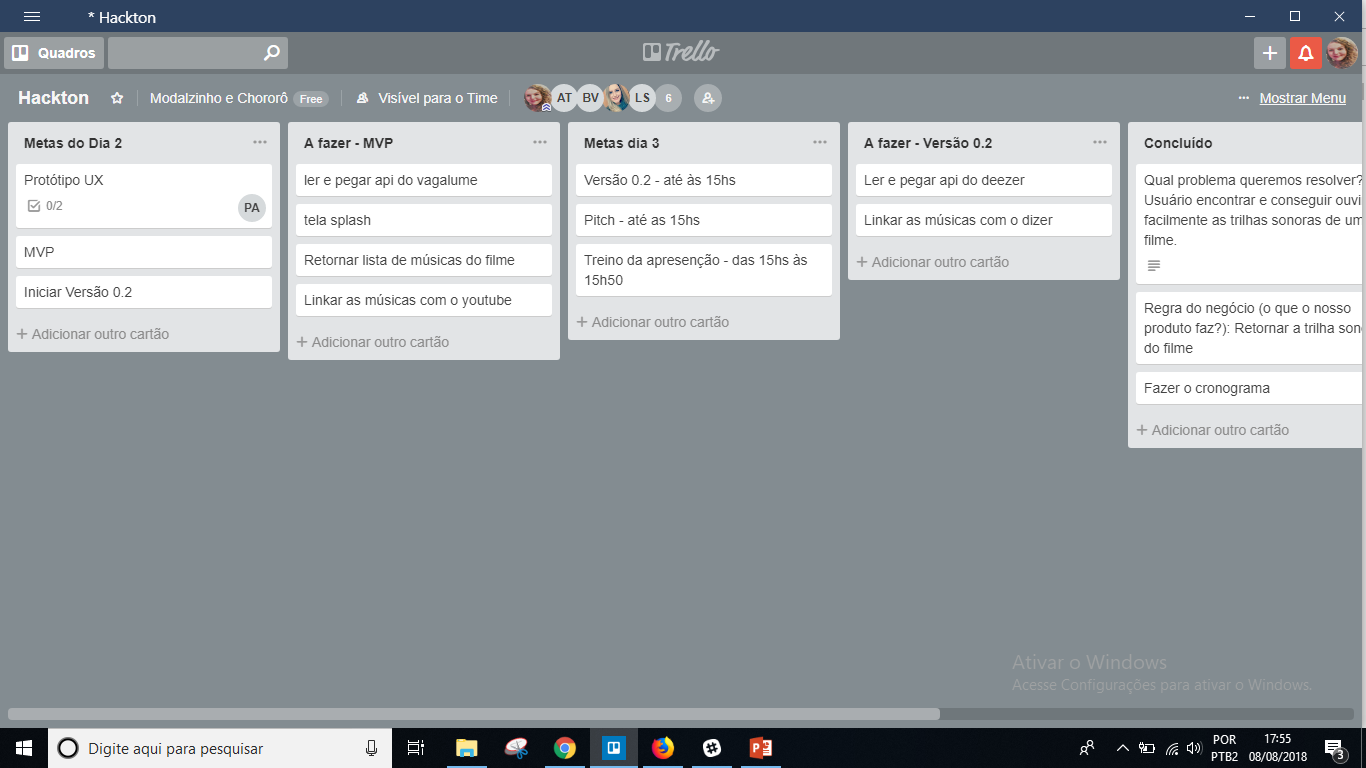 * Hackton
Quadros
Trello
Hackton
Modalzinho e Chororô Free
Visível para o Time
AT BV LS 6
Mostrar Menu
Metas do Dia 2
Protótipo UX
0/2
PA
MVP
Iniciar Versão 0.2
+ Adicionar outro cartão
A fazer - MVP
ler e pegar api do vagalume
tela splash
Retornar lista de músicas do filme
Linkar as músicas com o youtube
+ Adicionar outro cartão
Metas dia 3
Versão 0.2 - até às 15hs
Pitch - até as 15hs
Treino da apresenção - das 15hs às
15h50
+ Adicionar outro cartão
A fazer - Versão 0.2
Ler e pegar api do deezer
Linkar as músicas com o dizer
+ Adicionar outro cartão
Concluído
Qual problema queremos resolver?
Usuário encontrar e conseguir ouvi
facilmente as trilhas sonoras de um
filme.
Regra do negócio (o que o nosso
produto faz?): Retornar a trilha son
do filme
Fazer o cronograma
+ Adicionar outro cartão
Ativar o Windows
Acesse Configurações para ativar o Windows.
Digite aqui para pesquisar
POR
PTB2
17:55
08/08/2018
3